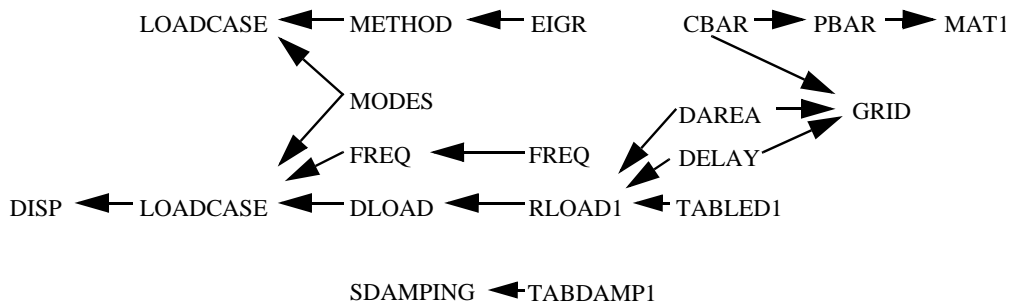 LOADCASE METHOD EIGR CBAR PBAR MAT1
MODES DAREA GRID
FREQ FREQ DELAY
DISP LOADCASE DLOAD RLOAD1 TABLED1
SDAMPING TABDAMP1